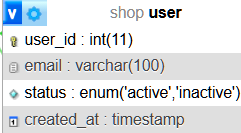 v shop user
user_id : int(11)
email : varchar(100)
status : enum('active','inactive')
created_at : timestamp